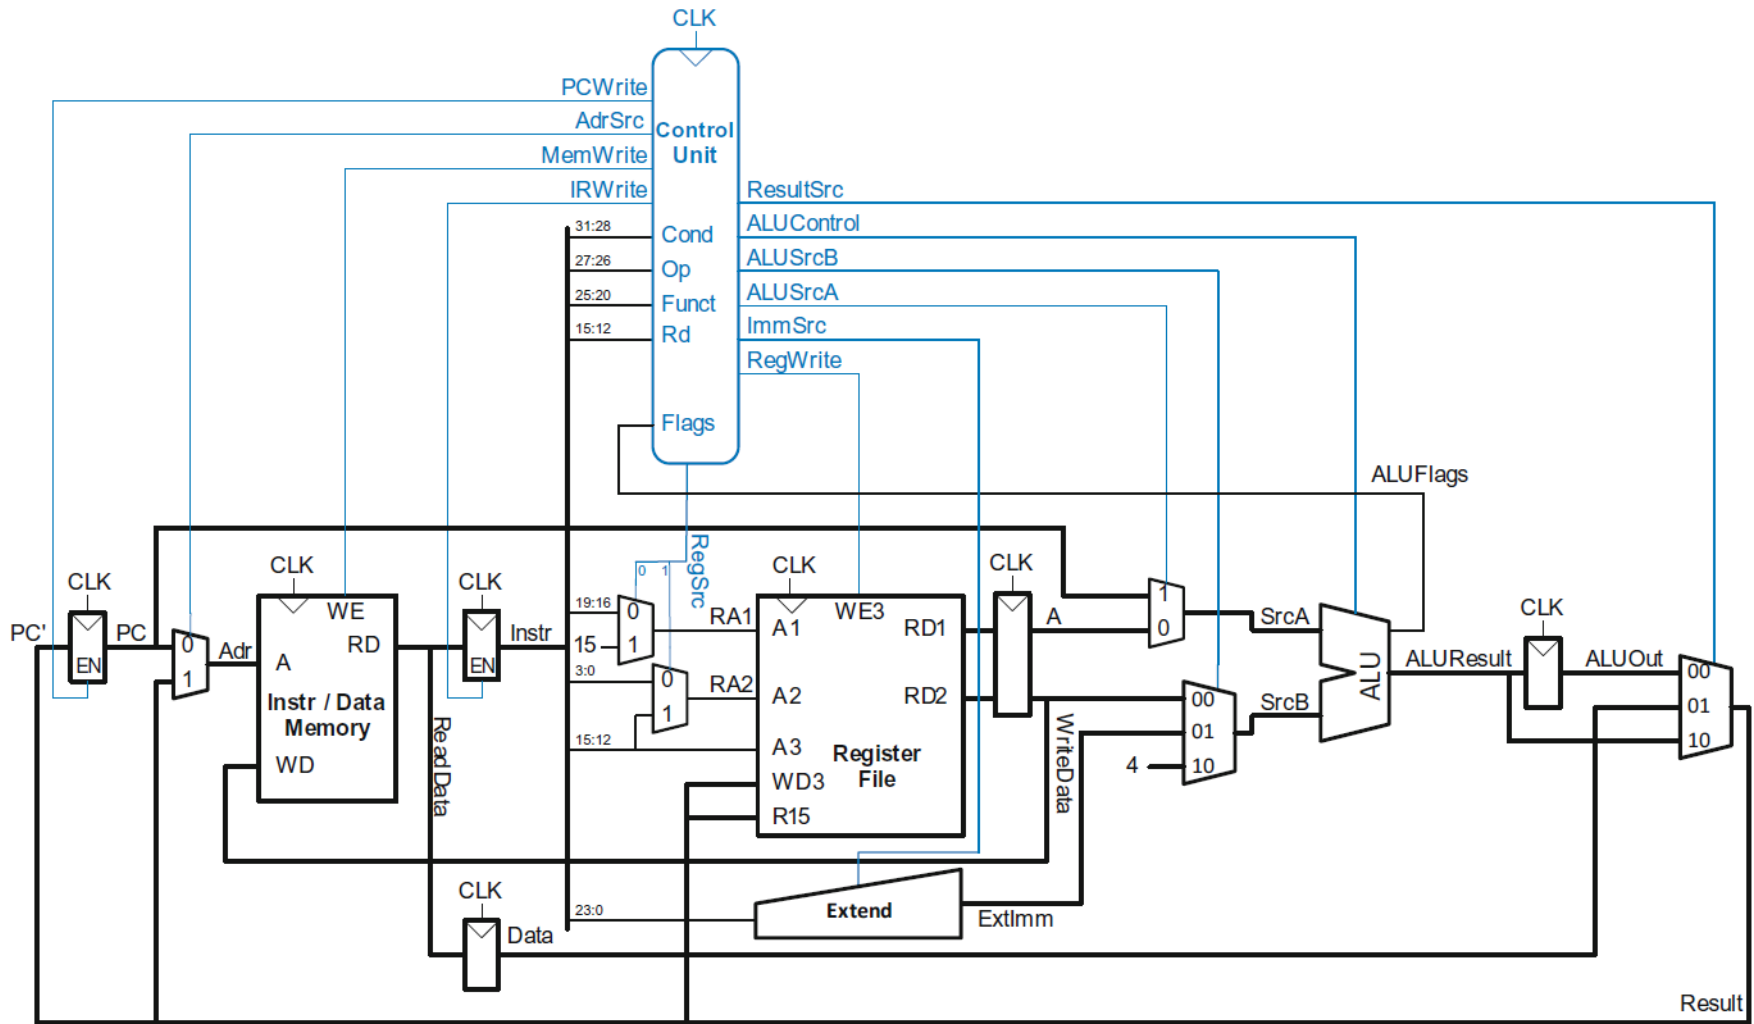 CLK
PCWrite
AdrSrc
MemWrite
IRWrite
Control
Unit
31:28
27:26
25:20
15:12
Cond
Op
Funct
Rd
Flags
ResultSrc
ALUControl
ALUSrcB
ALUSrcA
ImmSrc
RegWrite
ALUFlags
RegSrc
0 1
CLK
PC'
EN
PC
0
1
Adr
CLK
WE
RD
A
Instr / Data
Memory
WD
ReadData
CLK
EN
Instr
19:16
15
3:0
15:12
0
1
RA1
0
1
RA2
CLK
WE3
A1
RD1
A2
RD2
A3
Register
File
WD3
R15
CLK
A
WriteData
1
0
SrcA
00
01
10
4
SrcB
ALU
ALUResult
CLK
ALUOut
00
01
10
CLK
Data
23:0
Extend
ExtImm
Result